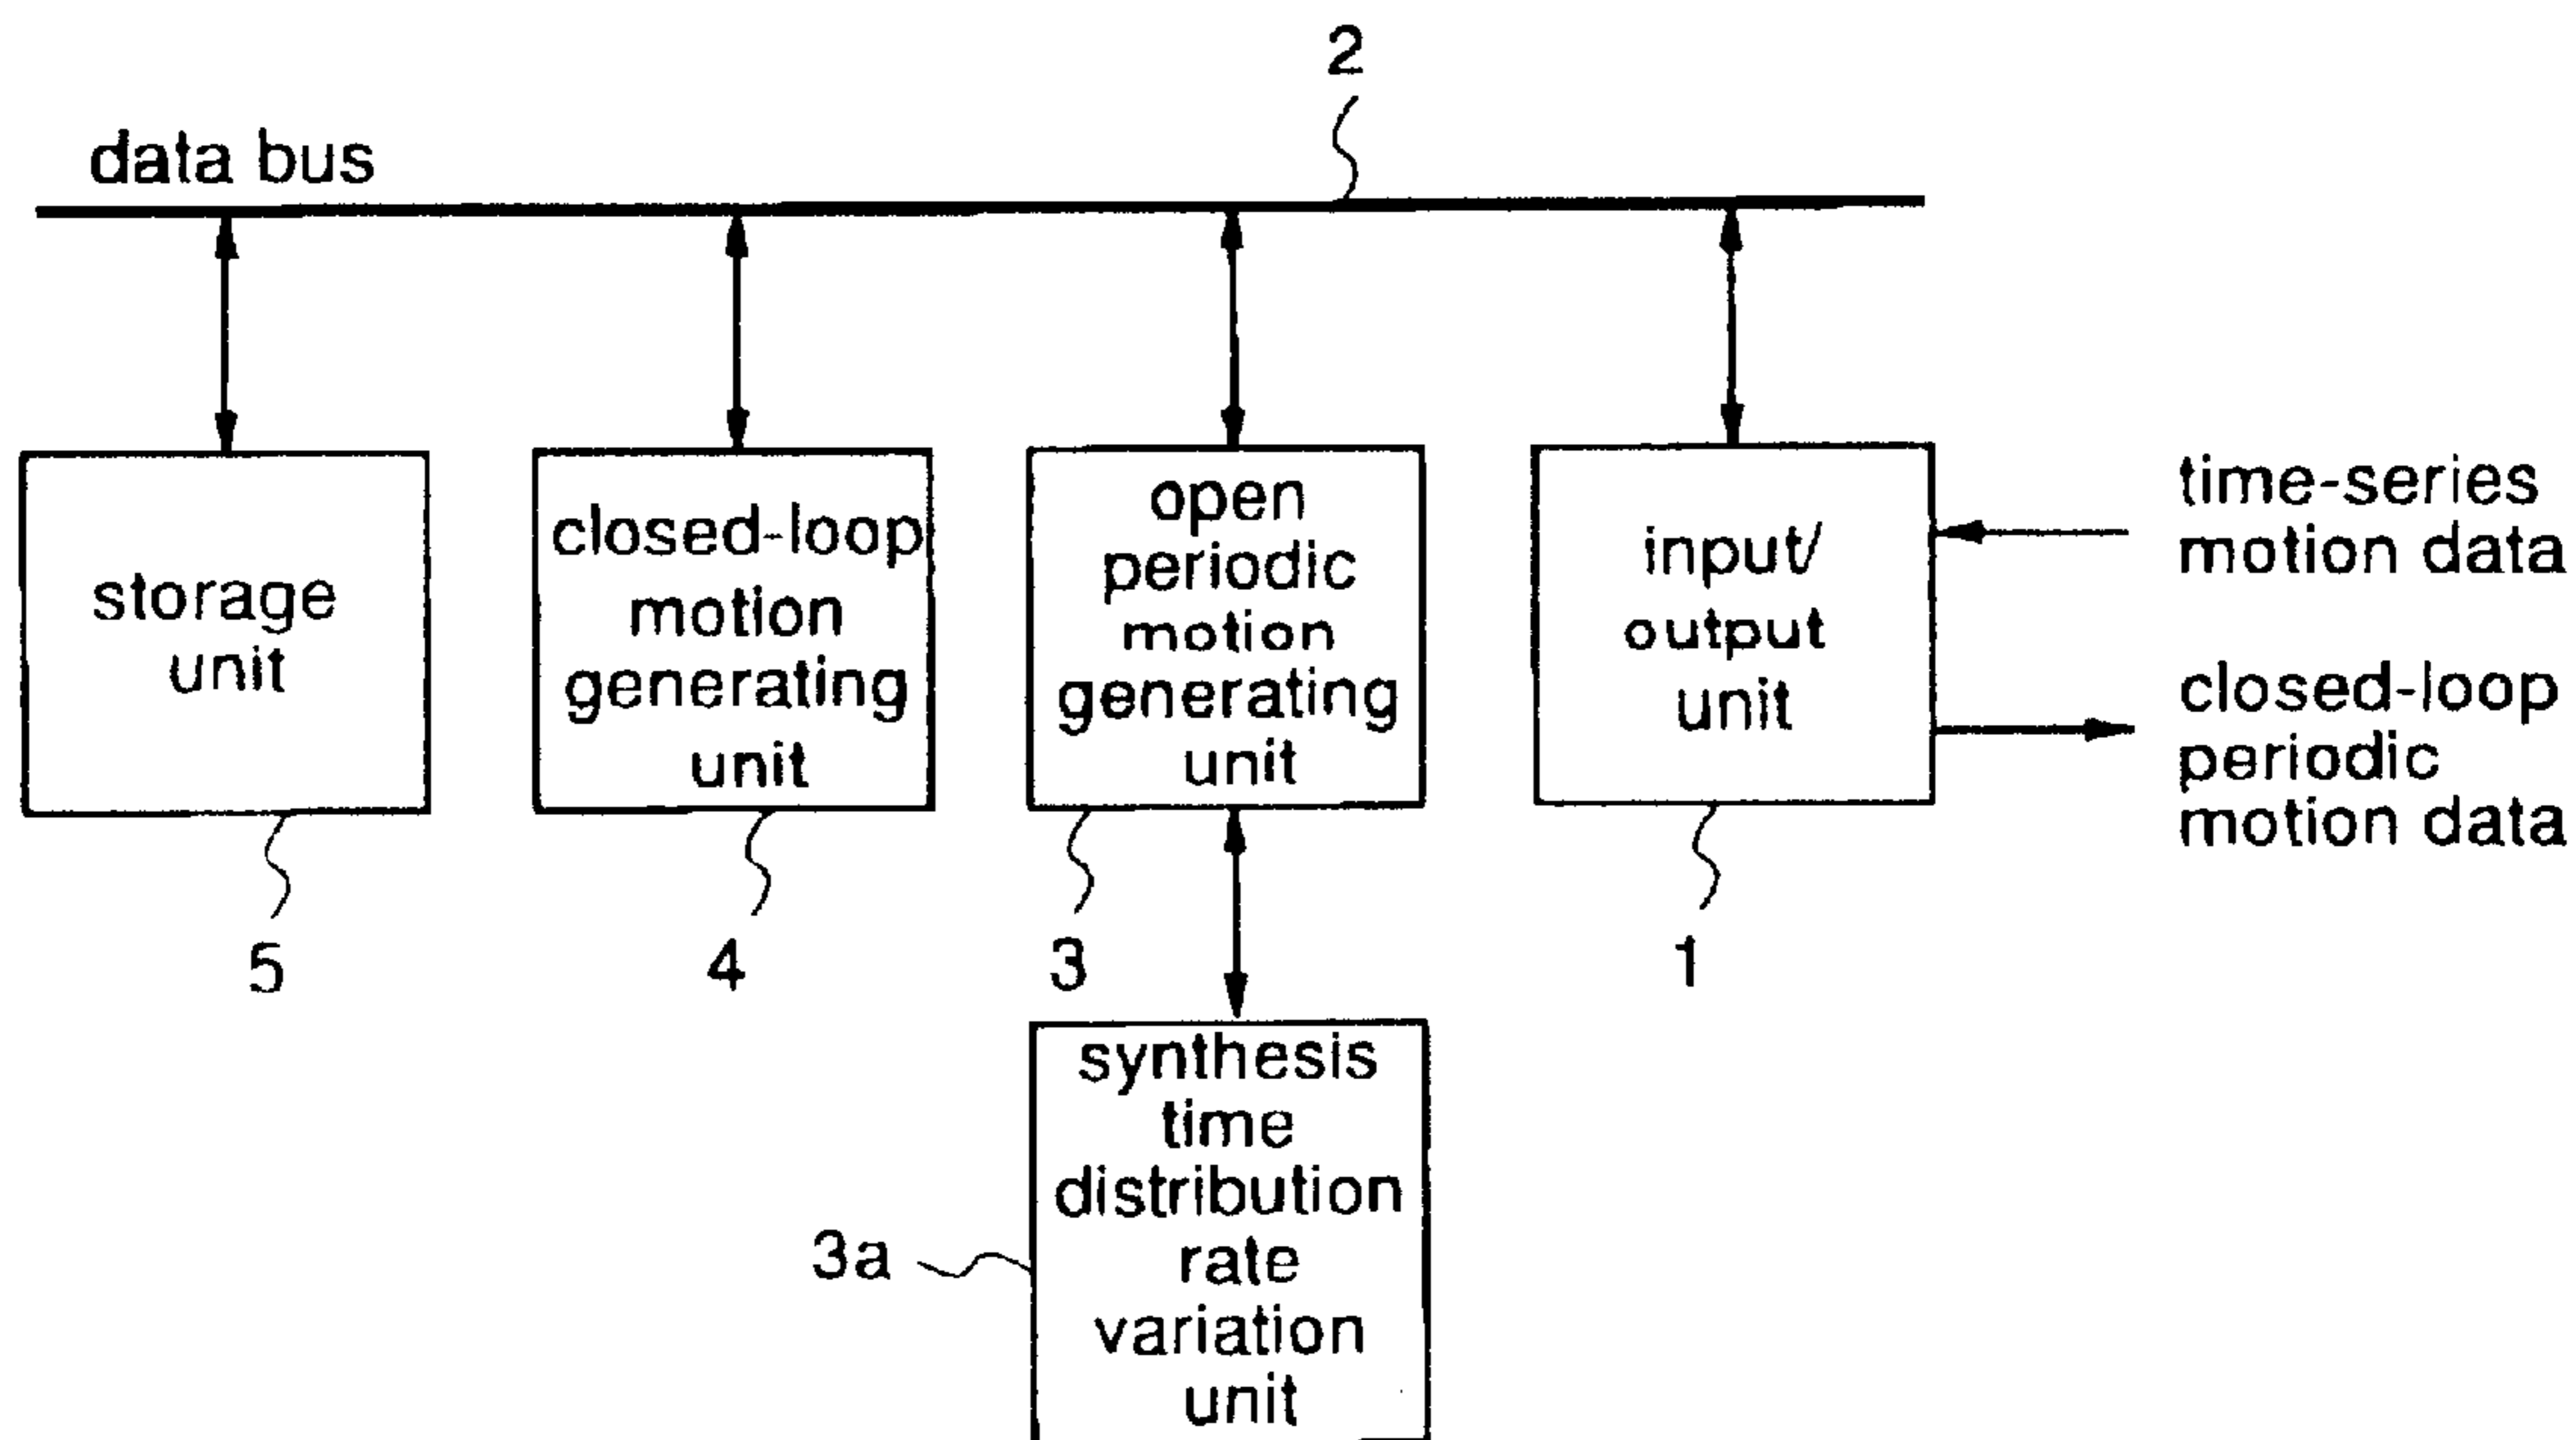 2
data bus
storage
unit
closed-loop
motion
generating
unit
open
periodic
motion
generating
unit
input/
output
unit
time-series
motion data
closed-loop
periodic
motion data
5
4
3
1
synthesis
time
distribution
rate
variation
unit
3a